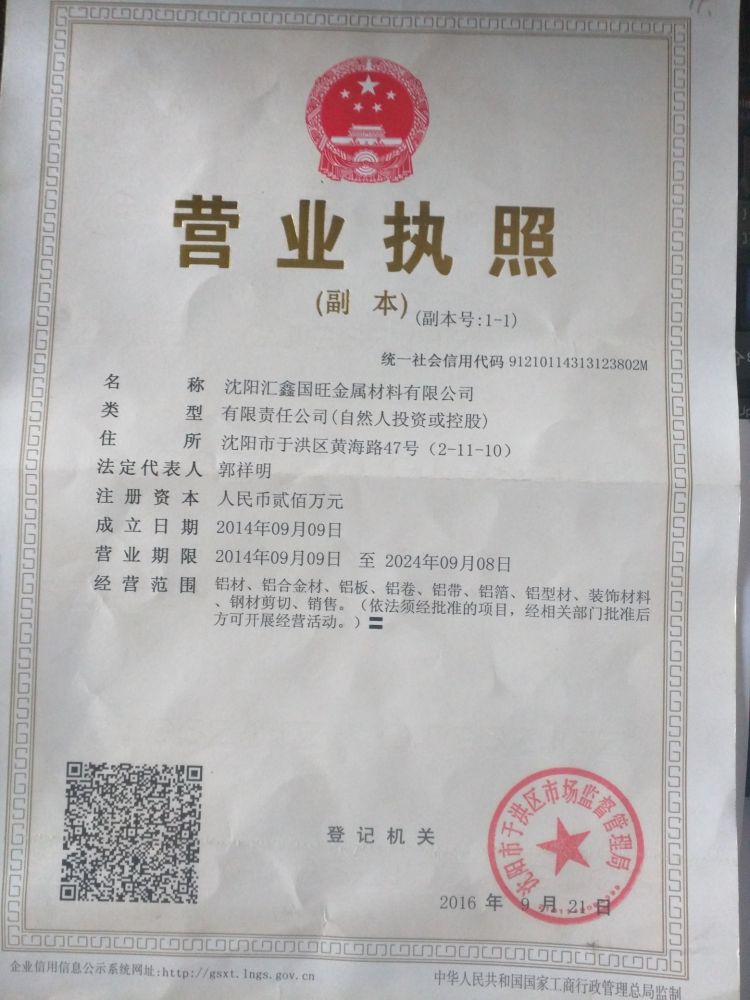 营业执照
(副 本)
(副本号:1-1)
统一社会信用代码 91210114313123802M
名 称 沈阳汇鑫国旺金属材料有限公司
类 型 有限责任公司(自然人投资或控股)
住 所 沈阳市于洪区黄海路47号（2-11-10）
法定代表人 郭祥明
注册资本 人民币贰佰万元
成立日期 2014年09月09日
营业期限 2014年09月09日 至 2024年09月08日
经营范围 铝材、铝合金材、铝板、铝卷、铝带、铝箔、铝型材、装饰材料
、钢材剪切、销售。（依法须经批准的项目，经相关部门批准后
方可开展经营活动。）
登记机关
沈阳市于洪区市场监督管理局
2016 年 9 月 21 日
企业信用信息公示系统网址:http://gsxt.lngs.gov.cn
中华人民共和国国家工商行政管理总局监制